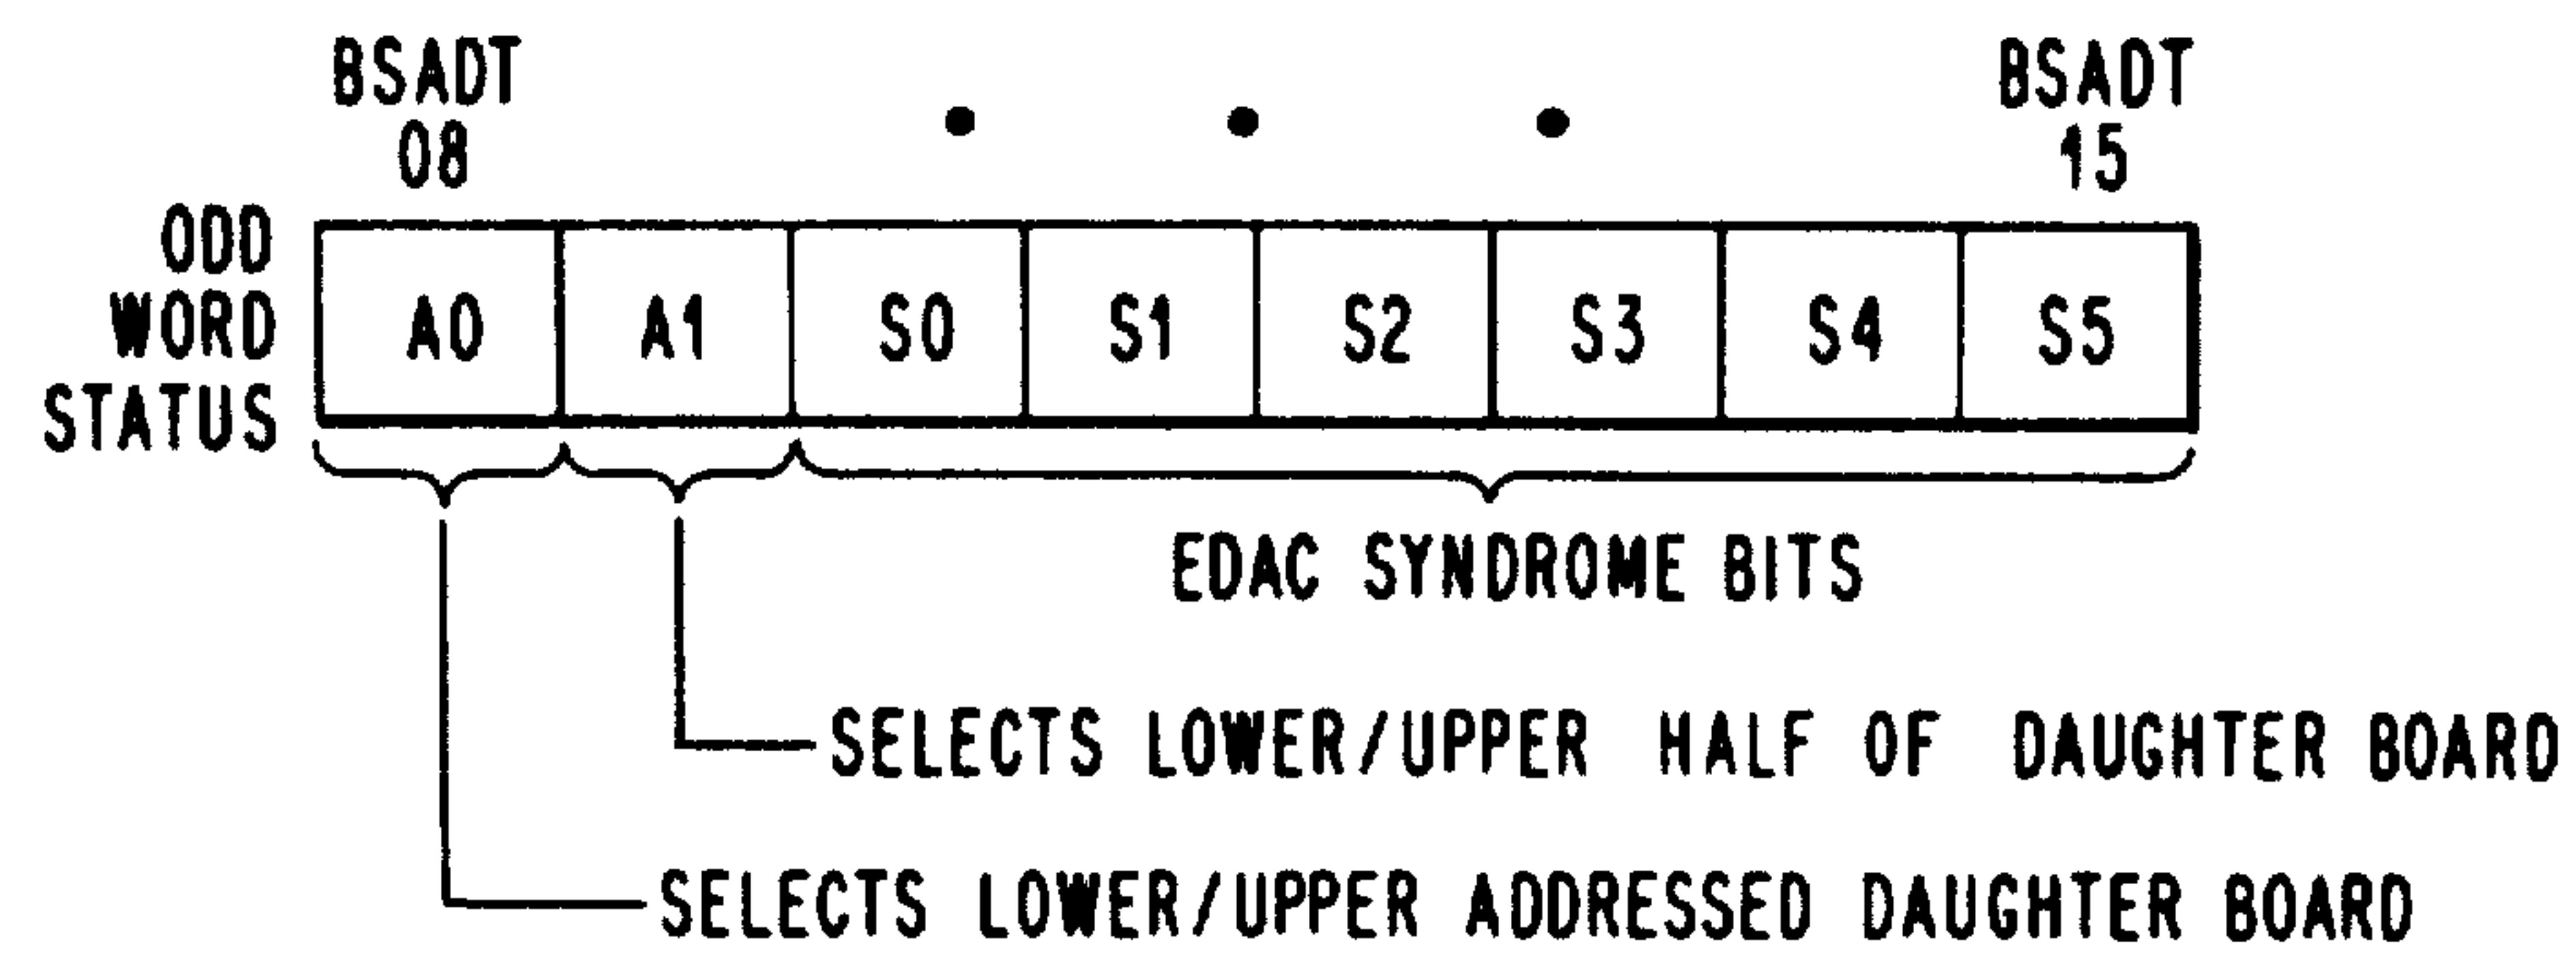 BSADT BSADT
08 15
ODD
WORD
STATUS
A0 A1 S0 S1 S2 S3 S4 S5
EDAC SYNDROME BITS
SELECTS LOWER/UPPER HALF OF DAUGHTER BOARD
SELECTS LOWER/UPPER ADDRESSED DAUGHTER BOARD